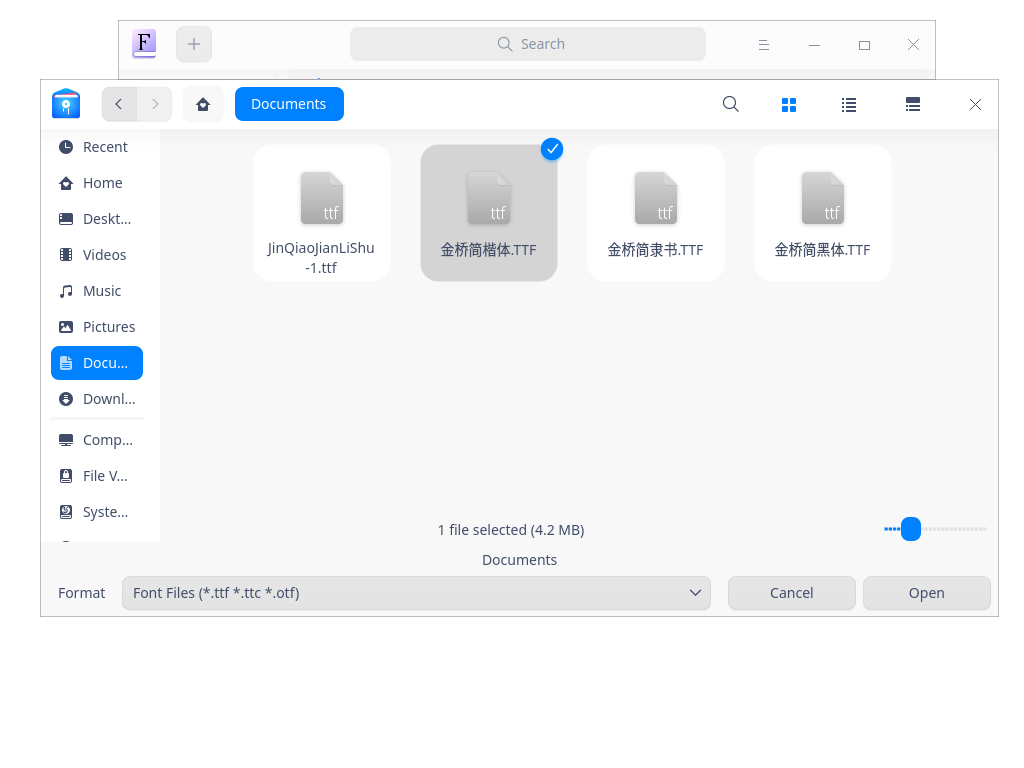 F
Search
Documents
Recent
Home
Deskt...
Videos
Music
Pictures
Docu...
Downl...
Comp...
File V...
Syste...
ttf
JinQiaoJianLiShu
-1.ttf
ttf
金桥简楷体.TTF
ttf
金桥简隶书.TTF
ttf
金桥简黑体.TTF
1 file selected (4.2 MB)
Documents
Format
Font Files (*.ttf *.ttc *.otf)
Cancel
Open